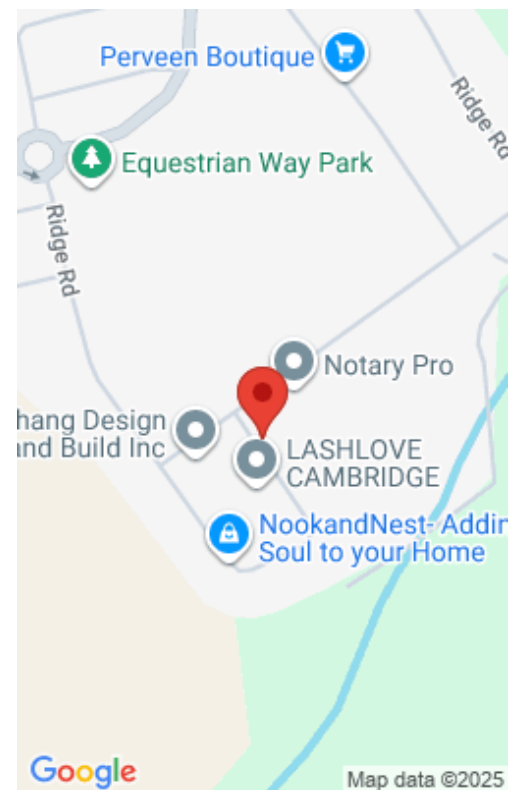 Perveen Boutique
Ridge Rd
Equestrian Way Park
Ridge Rd
Notary Pro
hang Design
nd Build Inc
LASHLOVE
CAMBRIDGE
NookandNest- Addin
Soul to your Home
Google
Map data ©2025